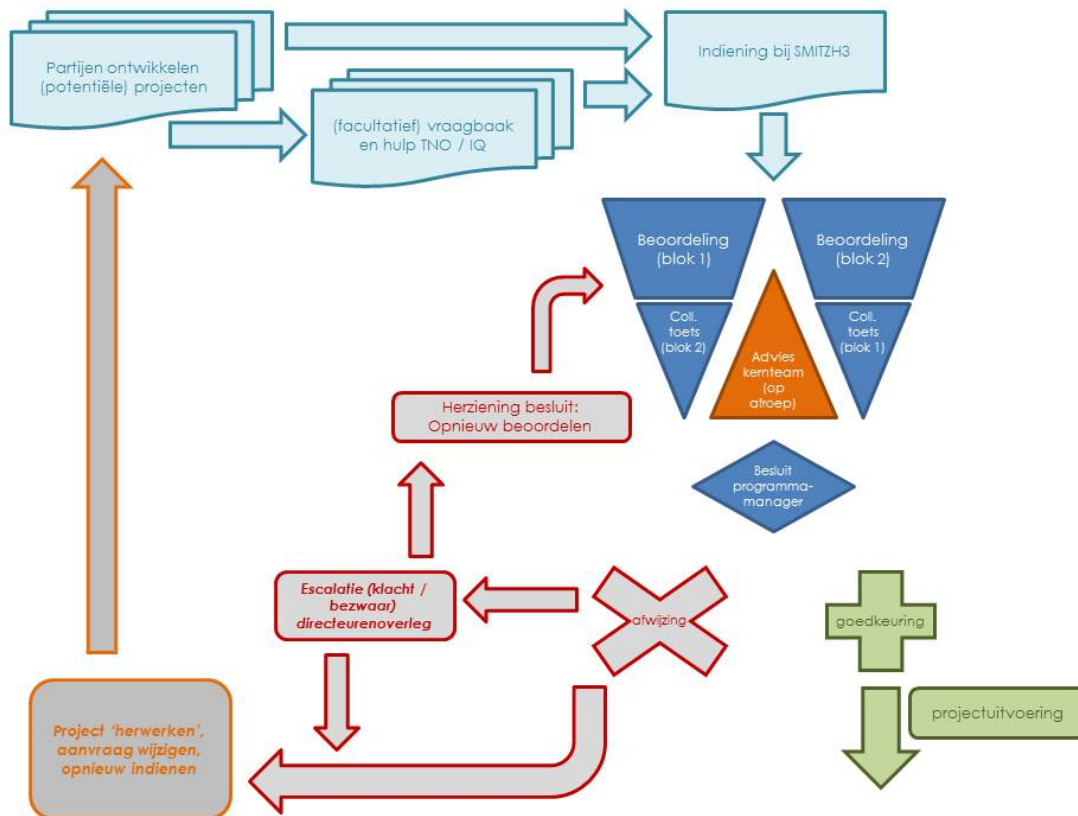 Partijen ontwikkelen
(potentiële) projecten
Indiening bij SMITZH3
(facultatief) vraagbaak
en hulp TNO / IQ
Beoordeling
(blok 1)
Beoordeling
(blok 2)
Coll.
toets
(blok 2)
Coll.
toets
(blok 1)
Advies
kernteam
(op
afroep)
Herziening besluit:
Opnieuw beoordelen
Besluit
programma-
manager
Escalatie (klacht /
bezwaar)
directeurenoverleg
afwijzing
goedkeuring
Project ‘herwerken’,
aanvraag wijzigen,
opnieuw indienen
projectuitvoering